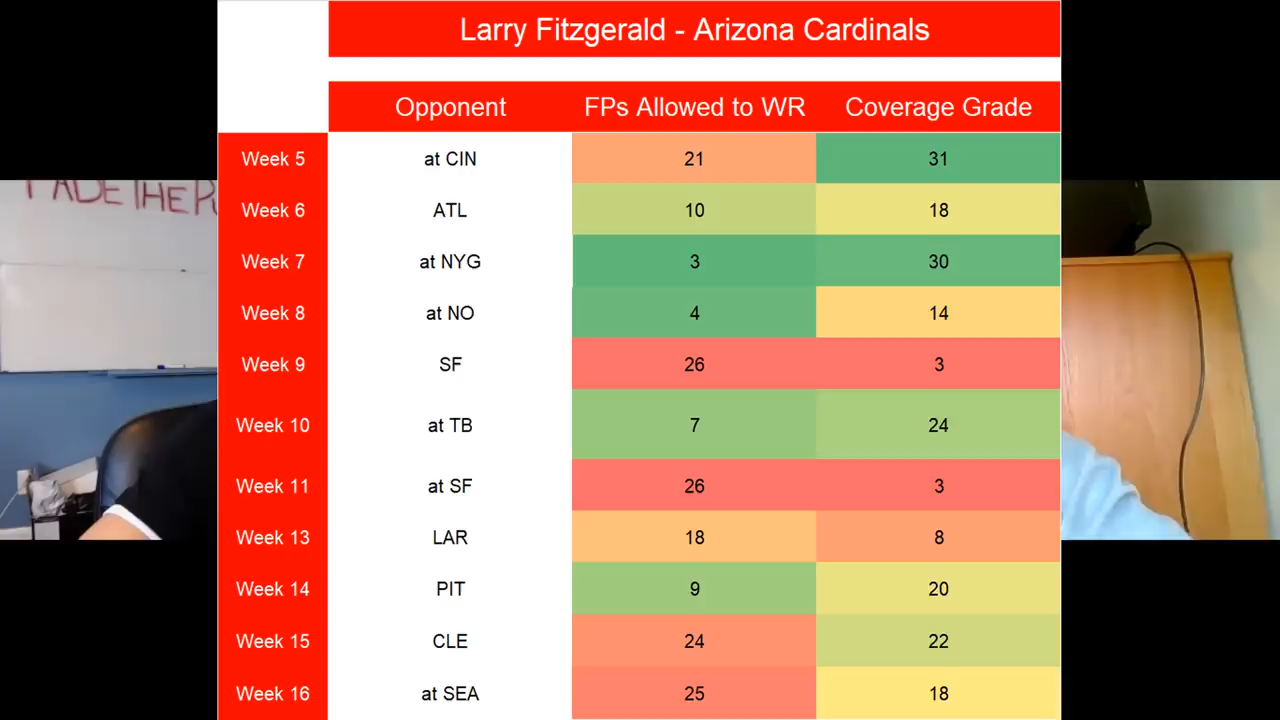 Larry Fitzgerald - Arizona Cardinals
Opponent FPs Allowed to WR Coverage Grade
Week 5 at CIN 21 31
Week 6 ATL 10 18
Week 7 at NYG 3 30
Week 8 at NO 4 14
Week 9 SF 26 3
Week 10 at TB 7 24
Week 11 at SF 26 3
Week 13 LAR 18 8
Week 14 PIT 9 20
Week 15 CLE 24 22
Week 16 at SEA 25 18
FADE THE